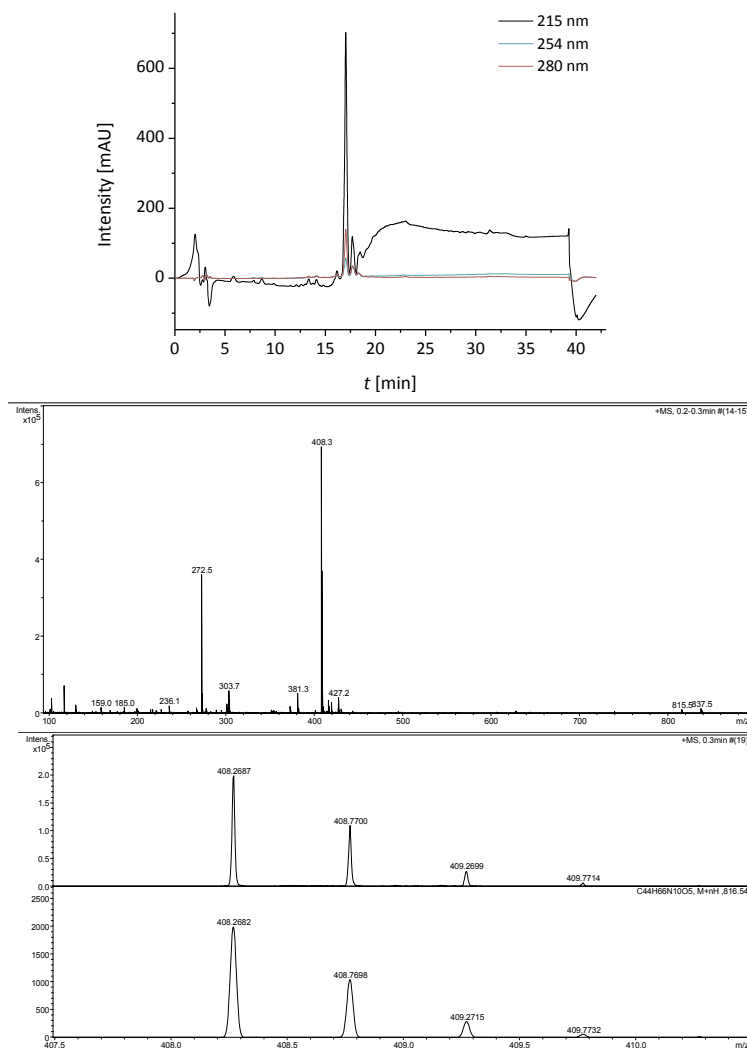 215 nm
254 nm
280 nm
Intensity [mAU]
600
400
200
0
0 5 10 15 20 25 30 35 40
t [min]
Intens.
x10⁵
+MS, 0.2-0.3min #(14-15)
408.3
6
4
272.5
2
303.7
381.3
427.2
159.0 185.0 236.1
815.5 837.5
0
100 200 300 400 500 600 700 800 m/z
Intens.
x10⁵
+MS, 0.3min #(19)
408.2687
2.0
1.5
408.7700
1.0
0.5
409.2699
409.7714
0.0
C44H66N10O5, M+nH ,816.54
2500
408.2682
2000
1500
408.7698
1000
500
409.2715
409.7732
0
407.5 408.0 408.5 409.0 409.5 410.0 m/z